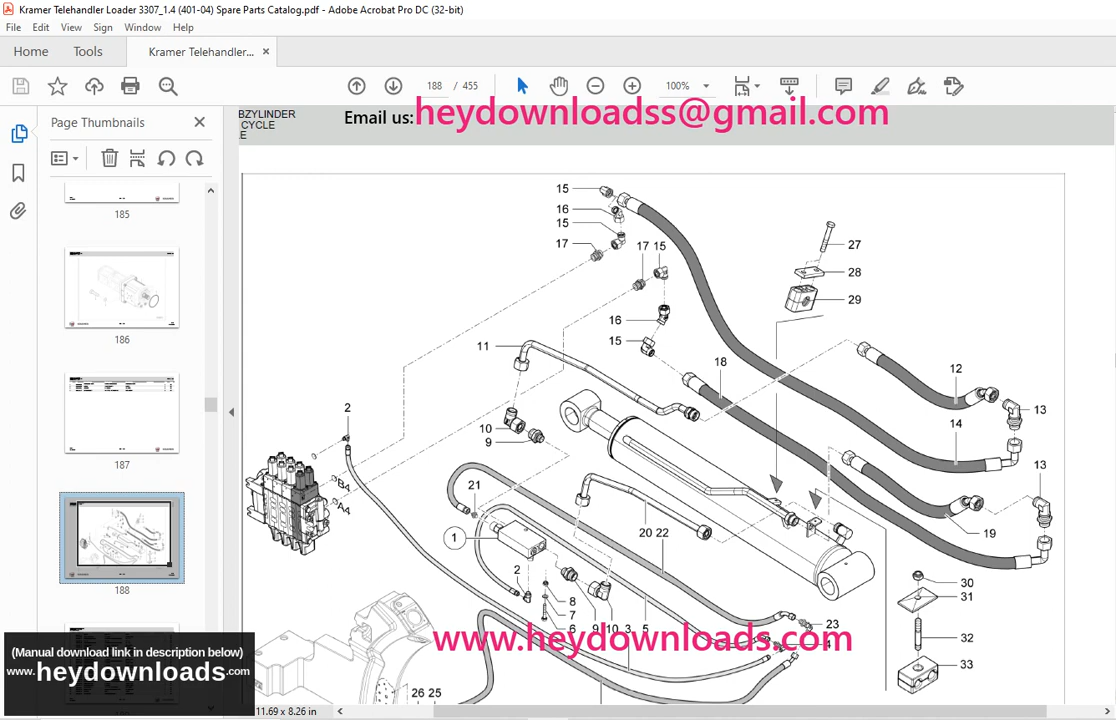 Kramer Telehandler Loader 3307_1.4 (401-04) Spare Parts Catalog.pdf - Adobe Acrobat Pro DC (32-bit)
File Edit View Sign Window Help
Home Tools Kramer Telehandler... ×
188 / 455 100%
Page Thumbnails
BZYLINDER
CYCLE
E
Email us:heydownloadss@gmail.com
185
186
187
188
15
16
15
17
17 15
27
28
29
16
15
11
18
12
13
14
2
10
9
13
B4
A4
21
1
20 22
19
2
8
7
6
9 10 3 5
23
4
30
31
32
33
26 25
www.heydownloads.com
(Manual download link in description below)
www.heydownloads.com
11.69 x 8.26 in